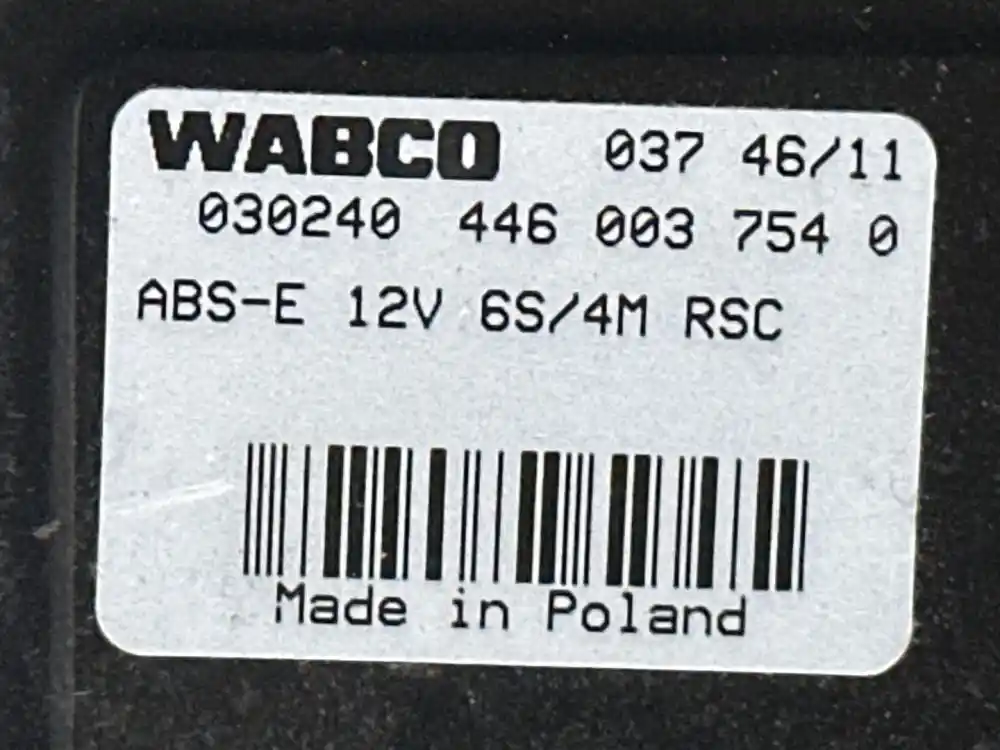 WABCO 037 46/11
030240 446 003 754 0
ABS-E 12V 6S/4M RSC
Made in Poland